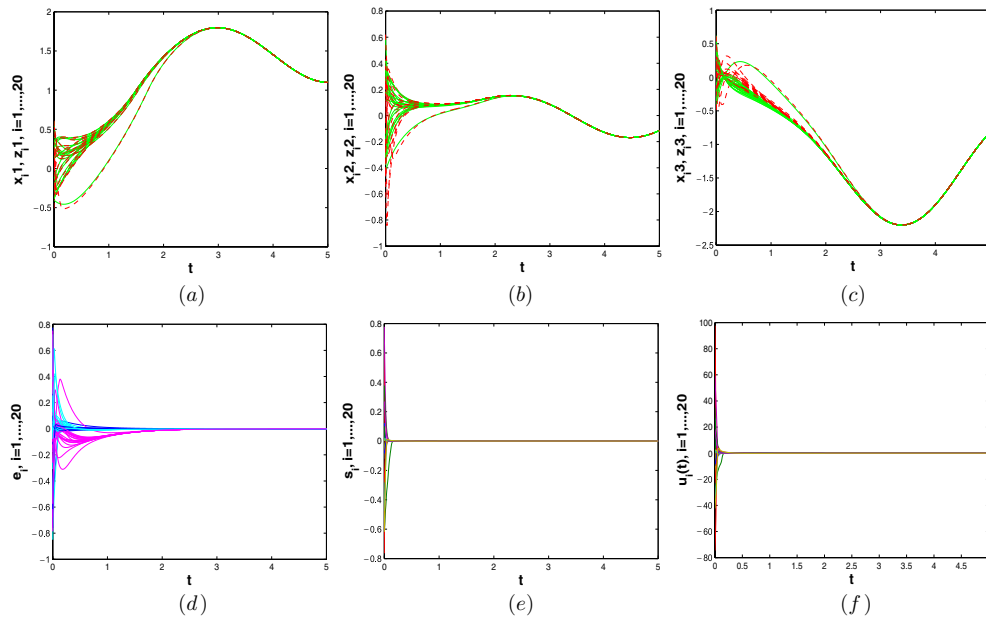 2
1.5
1
0.5
0
−0.5
1
0 1 2 3 4 5
x_i1, z_i1, i=1,...,20
t
(a)
0.8
0.6
0.4
0.2
0
−0.2
−0.4
−0.6
−0.8
−1
0 1 2 3 4 5
x_i2, z_i2, i=1,...,20
t
(b)
1
0.5
0
−0.5
−1
−1.5
−2
−2.5
0 1 2 3 4
x_i3, z_i3, i=1,...,20
t
(c)
0.8
0.6
0.4
0.2
0
−0.2
−0.4
−0.6
−0.8
−1
0 1 2 3 4 5
e_i, i=1,...,20
t
(d)
0.8
0.6
0.4
0.2
0
−0.2
−0.4
−0.6
0.8
0 1 2 3 4 5
s_i, i=1,...,20
t
(e)
100
80
60
40
20
0
−20
−40
−60
−80
0 0.5 1 1.5 2 2.5 3 3.5 4 4.5
u_i(t), i=1,...,20
t
(f)